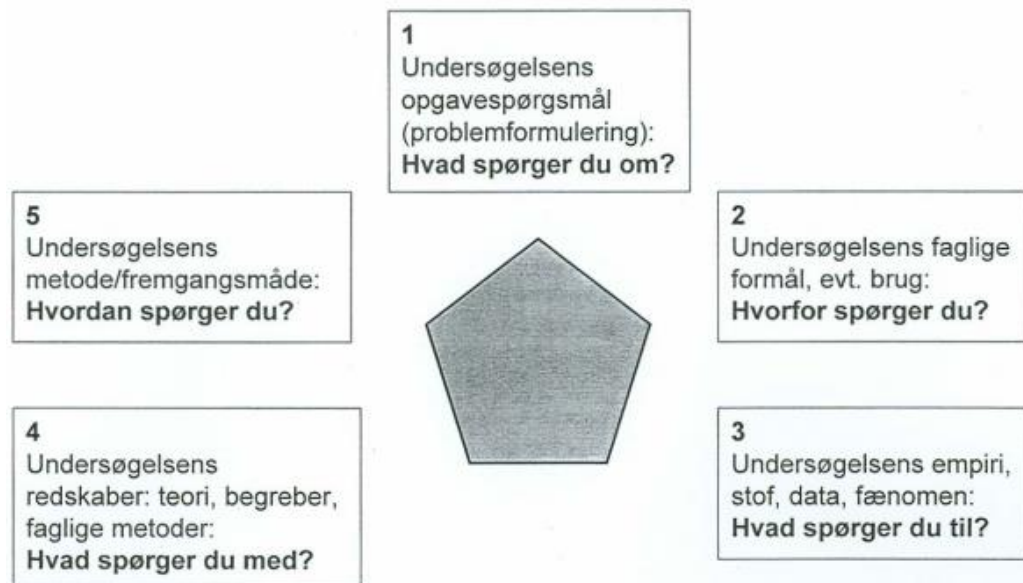 1
Undersøgelsens
opgavespørgsmål
(problemformulering):
Hvad spørger du om?
2
Undersøgelsens faglige
formål, evt. brug:
Hvorfor spørger du?
3
Undersøgelsens empiri,
stof, data, fænomen:
Hvad spørger du til?
4
Undersøgelsens
redskaber: teori, begreber,
faglige metoder:
Hvad spørger du med?
5
Undersøgelsens
metode/fremgangsmåde:
Hvordan spørger du?